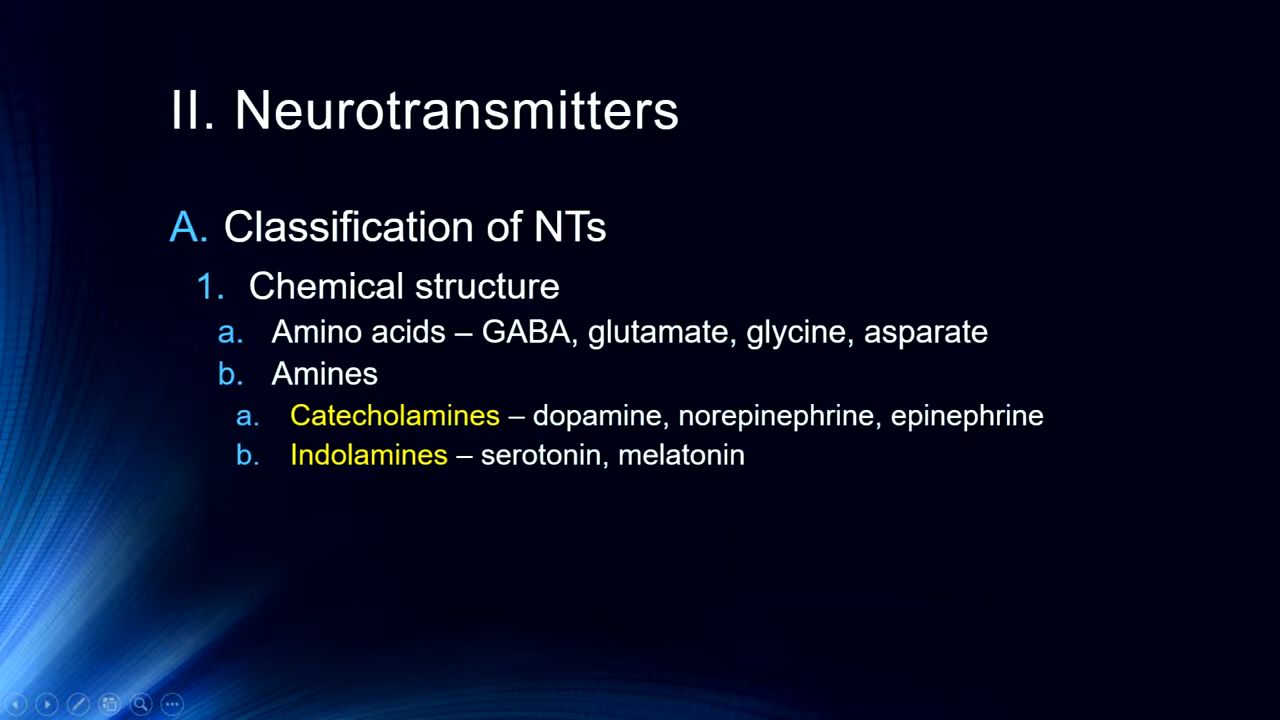 II. Neurotransmitters
A. Classification of NTs
1. Chemical structure
a. Amino acids – GABA, glutamate, glycine, asparate
b. Amines
a. Catecholamines – dopamine, norepinephrine, epinephrine
b. Indolamines – serotonin, melatonin